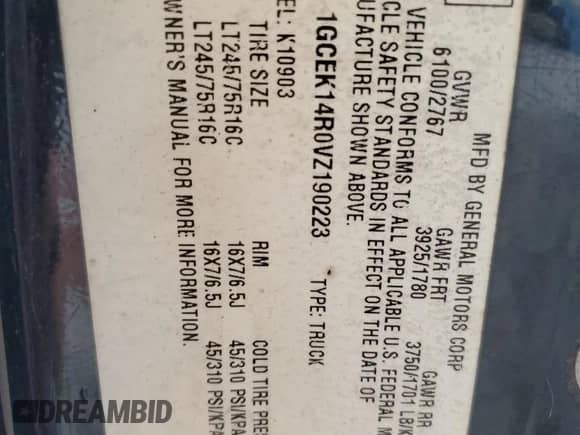 MFD BY GENERAL MOTORS CORP
GVWR GAWR FRT GAWR RR
6100/2767 3925/1780 3750/1701 LB/K
VEHICLE CONFORMS TO ALL APPLICABLE U.S. FEDERAL M
CLE SAFETY STANDARDS IN EFFECT ON THE DATE OF
UFACTURE SHOWN ABOVE.
1GCEK14R0VZ190223 TYPE: TRUCK
EL: K10903
TIRE SIZE RIM COLD TIRE PRE
LT245/75R16C 16X7/6.5J 45/310 PSI/KPA
LT245/75R16C 16X7/6.5J 45/310 PSI/KPA
OWNER'S MANUAL FOR MORE INFORMATION.
DREAMBID